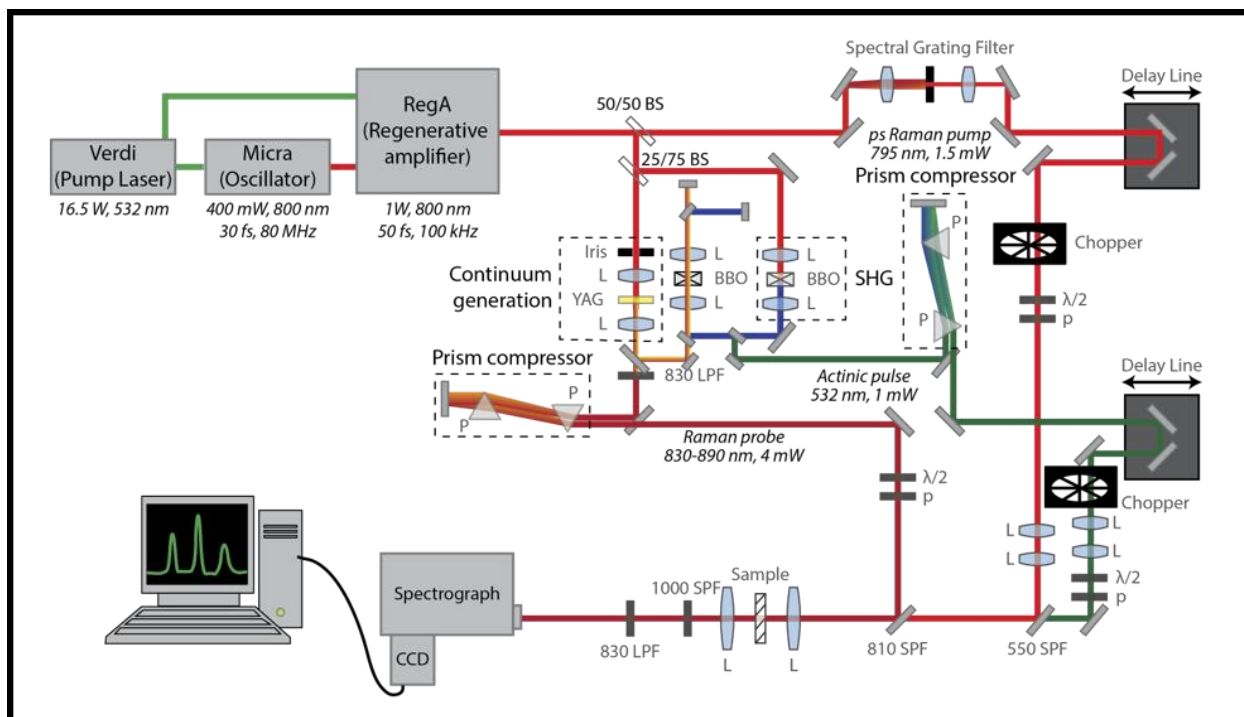 Spectral Grating Filter
Delay Line
RegA
(Regenerative
amplifier)
50/50 BS
ps Raman pump
795 nm, 1.5 mW
Verdi
(Pump Laser)
Micra
(Oscillator)
25/75 BS
Prism compressor
16.5 W, 532 nm
400 mW, 800 nm
30 fs, 80 MHz
1W, 800 nm
50 fs, 100 kHz
P
Chopper
Iris
L
L
L
Continuum
generation
BBO
BBO
SHG
YAG
L
L
L
λ/2
p
P
Prism compressor
830 LPF
Actinic pulse
532 nm, 1 mW
Delay Line
P
P
Raman probe
830-890 nm, 4 mW
λ/2
p
Chopper
L
L
L
L
λ/2
p
Spectrograph
1000 SPF
Sample
CCD
830 LPF
L
L
810 SPF
550 SPF